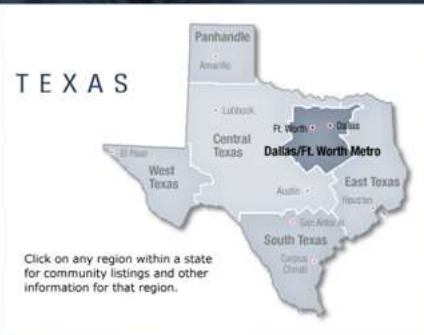 Panhandle
Amarillo
TEXAS
Lubbock
Ft. Worth
Dallas
Central
Texas
Dallas/Ft. Worth Metro
El Paso
West
Texas
Austin
East Texas
Houston
San Antonio
South Texas
Corpus
Christi
Click on any region within a state
for community listings and other
information for that region.